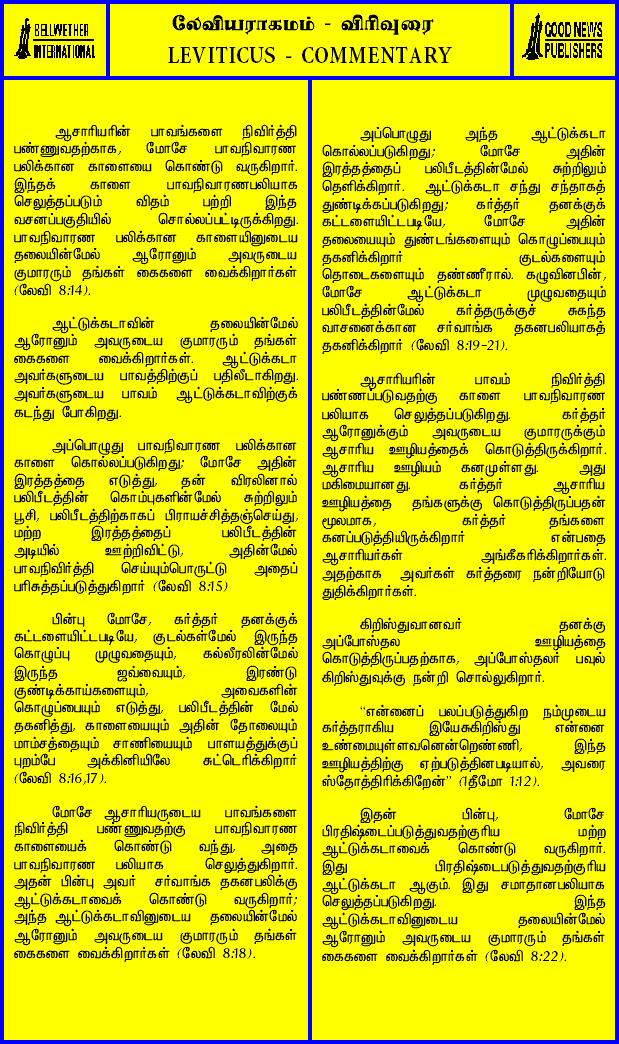 BELLWETHER
INTERNATIONAL
லேவியராகமம் - விரிவுரை
LEVITICUS - COMMENTARY
GOOD NEWS
PUBLISHERS
ஆசாரியரின் பாவங்களை நிவிர்த்தி
பண்ணுவதற்காக, மோசே பாவநிவாரண
பலிக்கான காளையை கொண்டு வருகிறார்.
இந்தக் காளை பாவநிவாரணபலியாக
செலுத்தப்படும் விதம் பற்றி இந்த
வசனப்பகுதியில் சொல்லப்பட்டிருக்கிறது.
பாவநிவாரண பலிக்கான காளையினுடைய
தலையின்மேல் ஆரோனும் அவருடைய
குமாரரும் தங்கள் கைகளை வைக்கிறார்கள்
(லேவி 8:14).
ஆட்டுக்கடாவின் தலையின்மேல்
ஆரோனும் அவருடைய குமாரரும் தங்கள்
கைகளை வைக்கிறார்கள். ஆட்டுக்கடா
அவர்களுடைய பாவத்திற்குப் பதிலீடாகிறது.
அவர்களுடைய பாவம் ஆட்டுக்கடாவிற்குக்
கடந்து போகிறது.
அப்பொழுது பாவநிவாரண பலிக்கான
காளை கொல்லப்படுகிறது; மோசே அதின்
இரத்தத்தை எடுத்து, தன் விரலினால்
பலிபீடத்தின் கொம்புகளின்மேல் சுற்றிலும்
பூசி, பலிபீடத்திற்காகப் பிராயச்சித்தஞ்செய்து,
மற்ற இரத்தத்தைப் பலிபீடத்தின்
அடியில் ஊற்றிவிட்டு, அதின்மேல்
பாவநிவிர்த்தி செய்யும்பொருட்டு அதைப்
பரிசுத்தப்படுத்துகிறார் (லேவி 8:15)
பின்பு மோசே, கர்த்தர் தனக்குக்
கட்டளையிட்டபடியே, குடல்கள்மேல் இருந்த
கொழுப்பு முழுவதையும், கல்லீரலின்மேல்
இருந்த ஜவ்வையும், இரண்டு
குண்டிக்காய்களையும், அவைகளின்
கொழுப்பையும் எடுத்து, பலிபீடத்தின் மேல்
தகனித்து, காளையையும் அதின் தோலையும்
மாம்சத்தையும் சாணியையும் பாளயத்துக்குப்
புறம்பே அக்கினியிலே சுட்டெரிக்கிறார்
(லேவி 8:16,17).
மோசே ஆசாரியருடைய பாவங்களை
நிவிர்த்தி பண்ணுவதற்கு பாவநிவாரண
காளையைக் கொண்டு வந்து, அதை
பாவநிவாரண பலியாக செலுத்துகிறார்.
அதன் பின்பு அவர் சர்வாங்க தகனபலிக்கு
ஆட்டுக்கடாவைக் கொண்டு வருகிறார்;
அந்த ஆட்டுக்கடாவினுடைய தலையின்மேல்
ஆரோனும் அவருடைய குமாரரும் தங்கள்
கைகளை வைக்கிறார்கள் (லேவி 8:18).
அப்பொழுது அந்த ஆட்டுக்கடா
கொல்லப்படுகிறது; மோசே அதின்
இரத்தத்தைப் பலிபீடத்தின்மேல் சுற்றிலும்
தெளிக்கிறார். ஆட்டுக்கடா சந்து சந்தாகத்
துண்டிக்கப்படுகிறது; கர்த்தர் தனக்குக்
கட்டளையிட்டபடியே, மோசே அதின்
தலையையும் துண்டங்களையும் கொழுப்பையும்
தகனிக்கிறார் குடல்களையும்
தொடைகளையும் தண்ணீரால். கழுவினபின்,
மோசே ஆட்டுக்கடா முழுவதையும்
பலிபீடத்தின்மேல் கர்த்தருக்குச் சுகந்த
வாசனைக்கான சர்வாங்க தகனபலியாகத்
தகனிக்கிறார் (லேவி 8:19-21).
ஆசாரியரின் பாவம் நிவிர்த்தி
பண்ணப்படுவதற்கு காளை பாவநிவாரண
பலியாக செலுத்தப்படுகிறது. கர்த்தர்
ஆரோனுக்கும் அவருடைய குமாரருக்கும்
ஆசாரிய ஊழியத்தைக் கொடுத்திருக்கிறார்.
ஆசாரிய ஊழியம் கனமுள்ளது. அது
மகிமையானது. கர்த்தர் ஆசாரிய
ஊழியத்தை தங்களுக்கு கொடுத்திருப்பதன்
மூலமாக, கர்த்தர் தங்களை
கனப்படுத்தியிருக்கிறார் என்பதை
ஆசாரியர்கள் அங்கீகரிக்கிறார்கள்.
அதற்காக அவர்கள் கர்த்தரை நன்றியோடு
துதிக்கிறார்கள்.
கிறிஸ்துவானவர் தனக்கு
அப்போஸ்தல ஊழியத்தை
கொடுத்திருப்பதற்காக, அப்போஸ்தலர் பவுல்
கிறிஸ்துவுக்கு நன்றி சொல்லுகிறார்.
"என்னைப் பலப்படுத்துகிற நம்முடைய
கர்த்தராகிய இயேசுகிறிஸ்து என்னை
உண்மையுள்ளவனென்றெண்ணி, இந்த
ஊழியத்திற்கு ஏற்படுத்தினபடியால், அவரை
ஸ்தோத்திரிக்கிறேன்" (1தீமோ 1:12).
இதன் பின்பு, மோசே
பிரதிஷ்டைப்படுத்துவதற்குரிய மற்ற
ஆட்டுக்கடாவைக் கொண்டு வருகிறார்.
இது பிரதிஷ்டைபடுத்துவதற்குரிய
ஆட்டுக்கடா ஆகும். இது சமாதானபலியாக
செலுத்தப்படுகிறது. இந்த
ஆட்டுக்கடாவினுடைய தலையின்மேல்
ஆரோனும் அவருடைய குமாரரும் தங்கள்
கைகளை வைக்கிறார்கள் (லேவி 8:22).